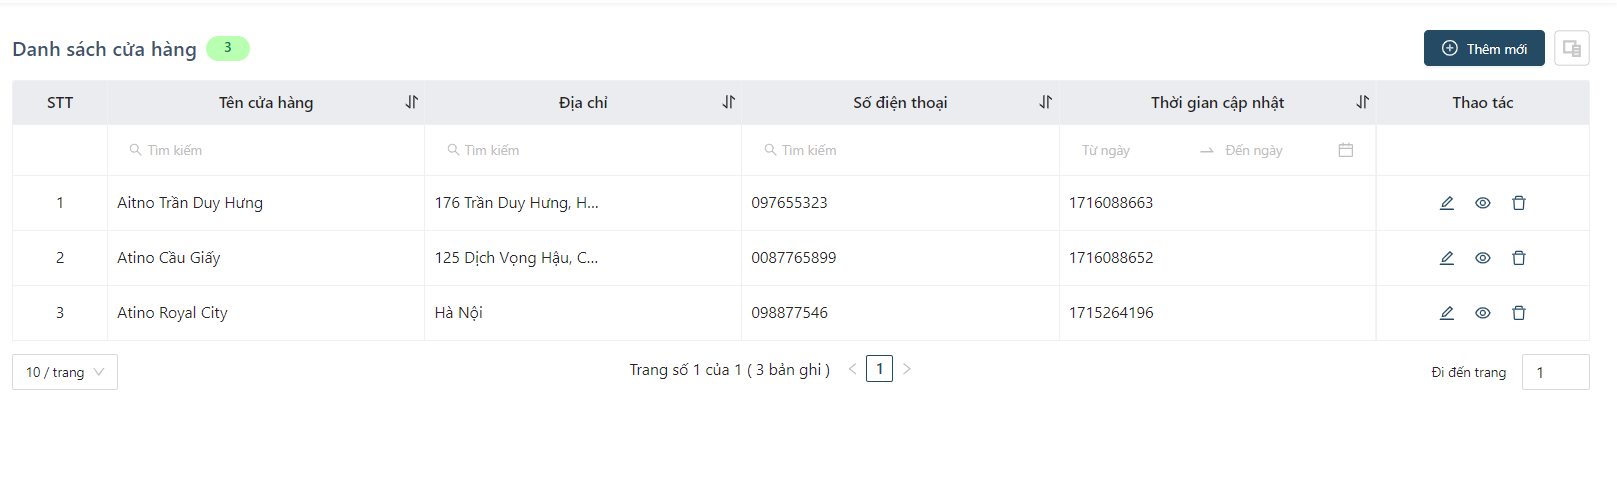 Danh sách cửa hàng 3
Thêm mới
STT Tên cửa hàng Địa chỉ Số điện thoại Thời gian cập nhật Thao tác
Tìm kiếm Tìm kiếm Tìm kiếm Từ ngày Đến ngày
1 Aitno Trần Duy Hưng 176 Trần Duy Hưng, H... 097655323 1716088663
2 Atino Cầu Giấy 125 Dịch Vọng Hậu, C... 0087765899 1716088652
3 Atino Royal City Hà Nội 098877546 1715264196
10 / trang Trang số 1 của 1 ( 3 bản ghi ) < 1 > Đi đến trang 1